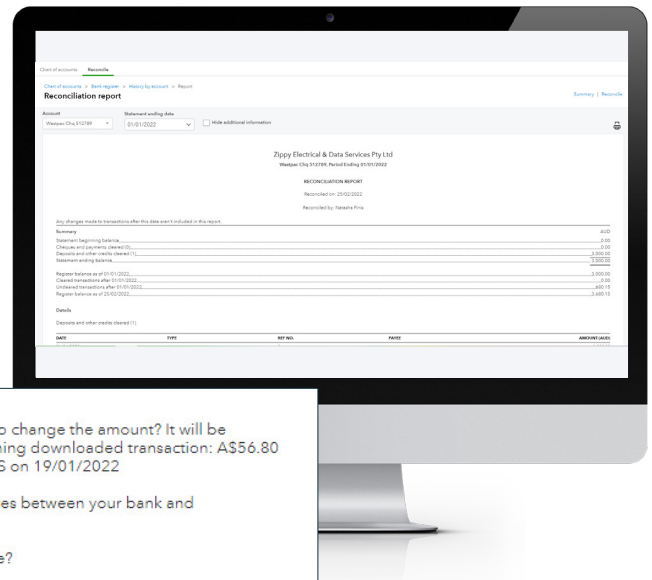 Chart of accounts Reconcile
Chart of accounts > Bank register > History by account > Report
Reconciliation report
Summary | Reconcile
Account Statement ending date
Westpac Chq 512789 01/01/2022 Hide additional information
Zippy Electrical & Data Services Pty Ltd
Westpac Chq 512789, Period Ending 01/01/2022
RECONCILIATION REPORT
Reconciled on: 25/02/2022
Reconciled by: Natasha
Any changes made to transactions after this date aren't included in this report.
Summary AUD
Statement beginning balance 0.00
Cheques and payments cleared (0) 0.00
Deposits and other credits cleared (1) 3,000.00
Statement ending balance 3,000.00
Register balance as of 01/01/2022 3,000.00
Cleared transactions after 01/01/2022 0.00
Uncleared transactions after 01/01/2022 680.15
Register balance as of 25/02/2022 3,680.15
Details
Deposits and other credits cleared (1)
DATE TYPE REF NO. PAYEE AMOUNT (AUD)
o change the amount? It will be
ning downloaded transaction: A$56.80
S on 19/01/2022
es between your bank and
e?